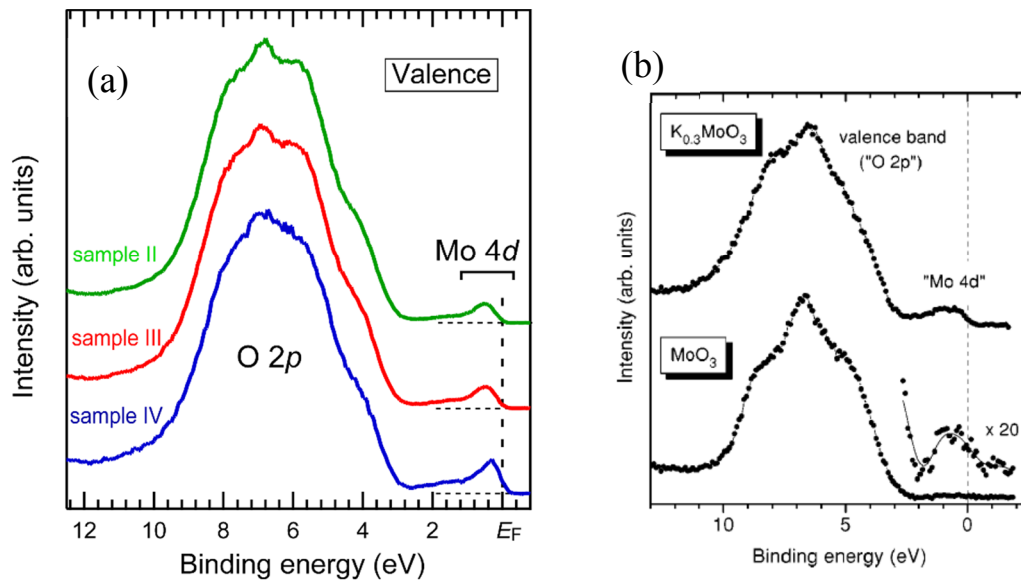 (a)
Valence
Intensity (arb. units)
sample II
sample III
sample IV
Mo 4d
O 2p
12 10 8 6 4 2 EF
Binding energy (eV)
(b)
K0.3MoO3
valence band
("O 2p")
"Mo 4d"
MoO3
x 20
Intensity (arb. units)
10 5 0
Binding energy (eV)